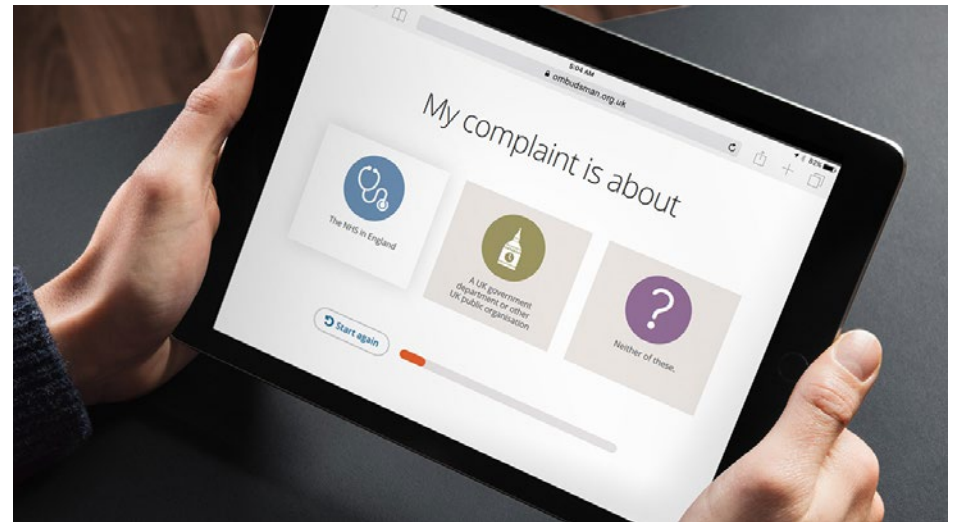 5:04 AM
92%
ombudsman.org.uk
My complaint is about
The NHS in England
A UK government
department or other
UK public organisation
?
Neither of these.
Start again